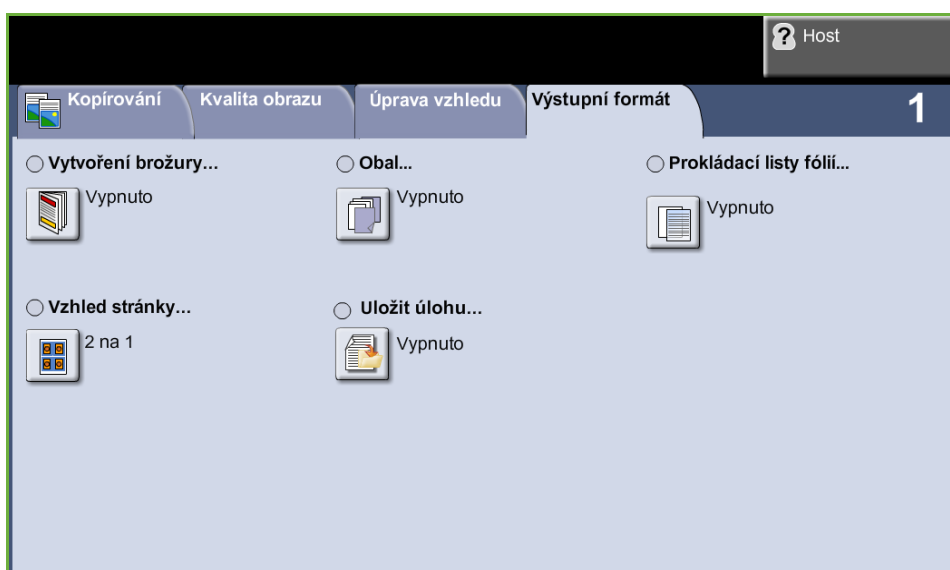 ? Host
Kopírování Kvalita obrazu Úprava vzhledu Výstupní formát 1
Vytvoření brožury... Obal... Prokládací listy fólií...
Vypnuto Vypnuto Vypnuto
Vzhled stránky... Uložit úlohu...
2 na 1 Vypnuto